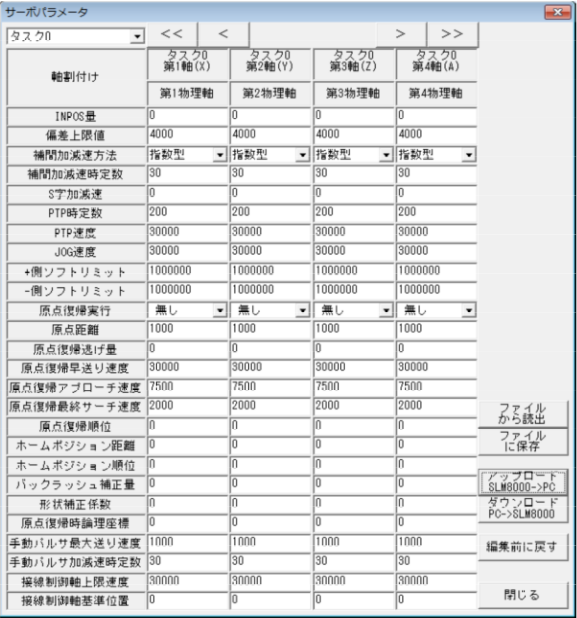 サーボパラメータ
タスク0 << < > >>
軸割付け
タスク0 タスク0 タスク0 タスク0
第1軸(X) 第2軸(Y) 第3軸(Z) 第4軸(A)
第1物理軸 第2物理軸 第3物理軸 第4物理軸
INPOS量 0 0 0 0
偏差上限値 4000 4000 4000 4000
補間加減速方法 指数型 指数型 指数型 指数型
補間加減速時定数 30 30 30 30
S字加減速 0 0 0 0
PTP時定数 200 200 200 200
PTP速度 30000 30000 30000 30000
JOG速度 30000 30000 30000 30000
+側ソフトリミット 1000000 1000000 1000000 1000000
-側ソフトリミット 1000000 1000000 1000000 1000000
原点復帰実行 無し 無し 無し 無し
原点距離 1000 1000 1000 1000
原点復帰逃げ量 0 0 0 0
原点復帰早送り速度 30000 30000 30000 30000
原点復帰アプローチ速度 7500 7500 7500 7500
原点復帰最終サーチ速度 2000 2000 2000 2000
原点復帰順位 0 0 0 0
ホームポジション距離 0 0 0 0
ホームポジション順位 0 0 0 0
バックラッシュ補正量 0 0 0 0
形状補正係数 0 0 0 0
原点復帰時論理座標 0 0 0 0
手動パルサ最大送り速度 1000 1000 1000 1000
手動パルサ加減速時定数 30 30 30 30
接線制御軸上限速度 30000 30000 30000 30000
接線制御軸基準位置 0 0 0 0
ファイル
から読出
ファイル
に保存
アップロード
SLM8000->PC
ダウンロード
PC->SLM8000
編集前に戻す
閉じる